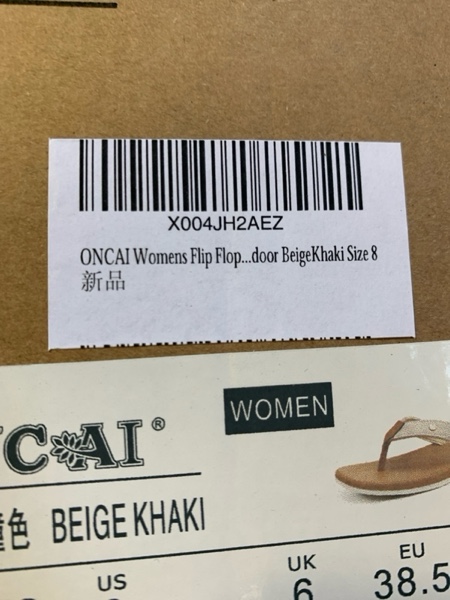 X004JH2AEZ
ONCAI Womens Flip Flop...door BeigeKhaki Size 8
新品
WOMEN
CAI®
色 BEIGE KHAKI
US UK EU
6 38.5